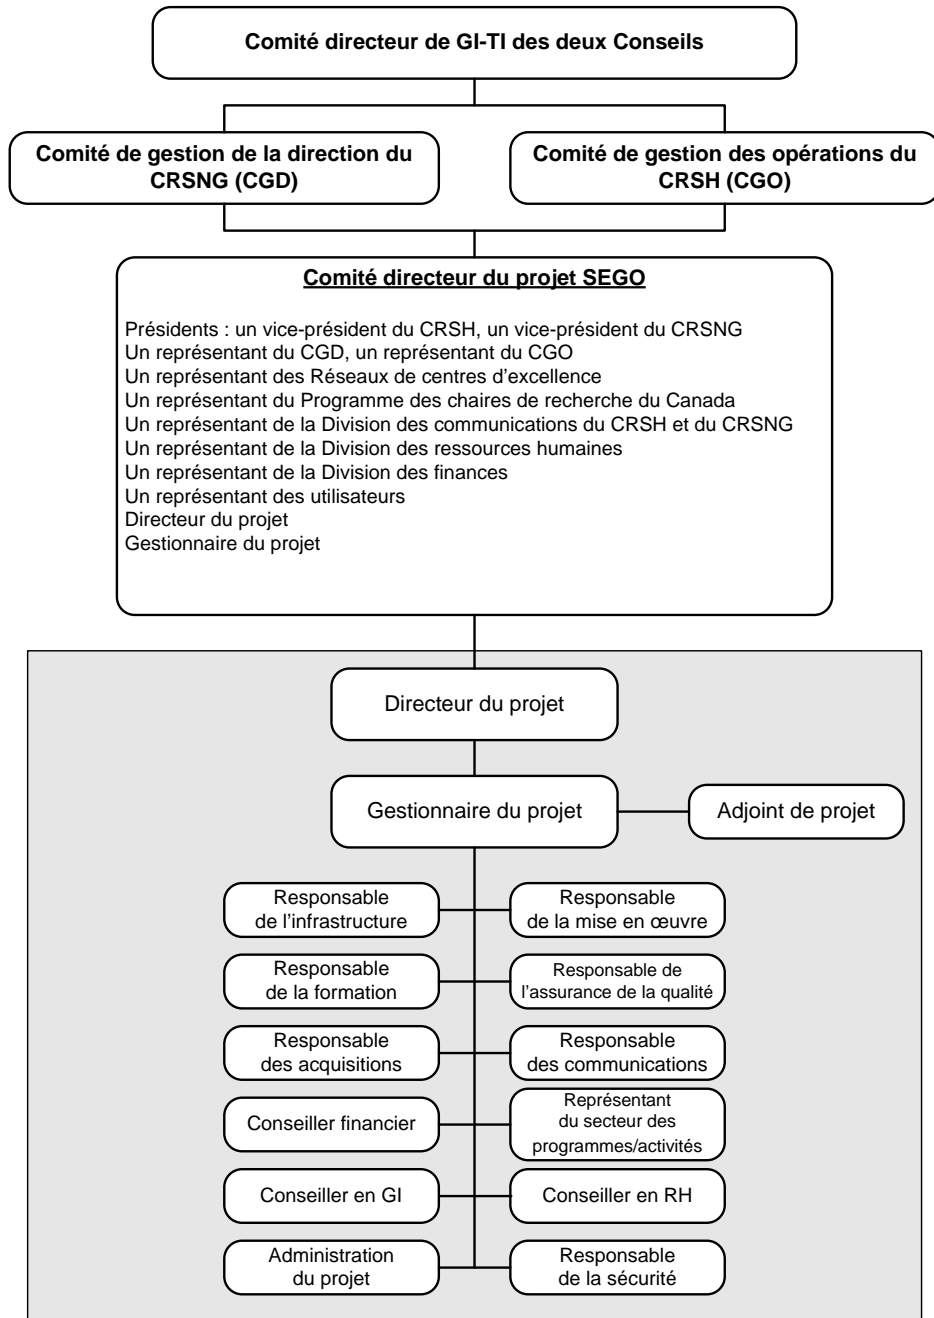 Comité directeur de GI-TI des deux Conseils
Comité de gestion de la direction du
CRSNG (CGD)
Comité de gestion des opérations du
CRSH (CGO)
Comité directeur du projet SEGO
Présidents : un vice-président du CRSH, un vice-président du CRSNG
Un représentant du CGD, un représentant du CGO
Un représentant des Réseaux de centres d’excellence
Un représentant du Programme des chaires de recherche du Canada
Un représentant de la Division des communications du CRSH et du CRSNG
Un représentant de la Division des ressources humaines
Un représentant de la Division des finances
Un représentant des utilisateurs
Directeur du projet
Gestionnaire du projet
Directeur du projet
Gestionnaire du projet
Adjoint de projet
Responsable
de l’infrastructure
Responsable
de la mise en œuvre
Responsable
de la formation
Responsable de
l’assurance de la qualité
Responsable
des acquisitions
Responsable
des communications
Conseiller financier
Représentant
du secteur des
programmes/activités
Conseiller en GI
Conseiller en RH
Administration
du projet
Responsable
de la sécurité